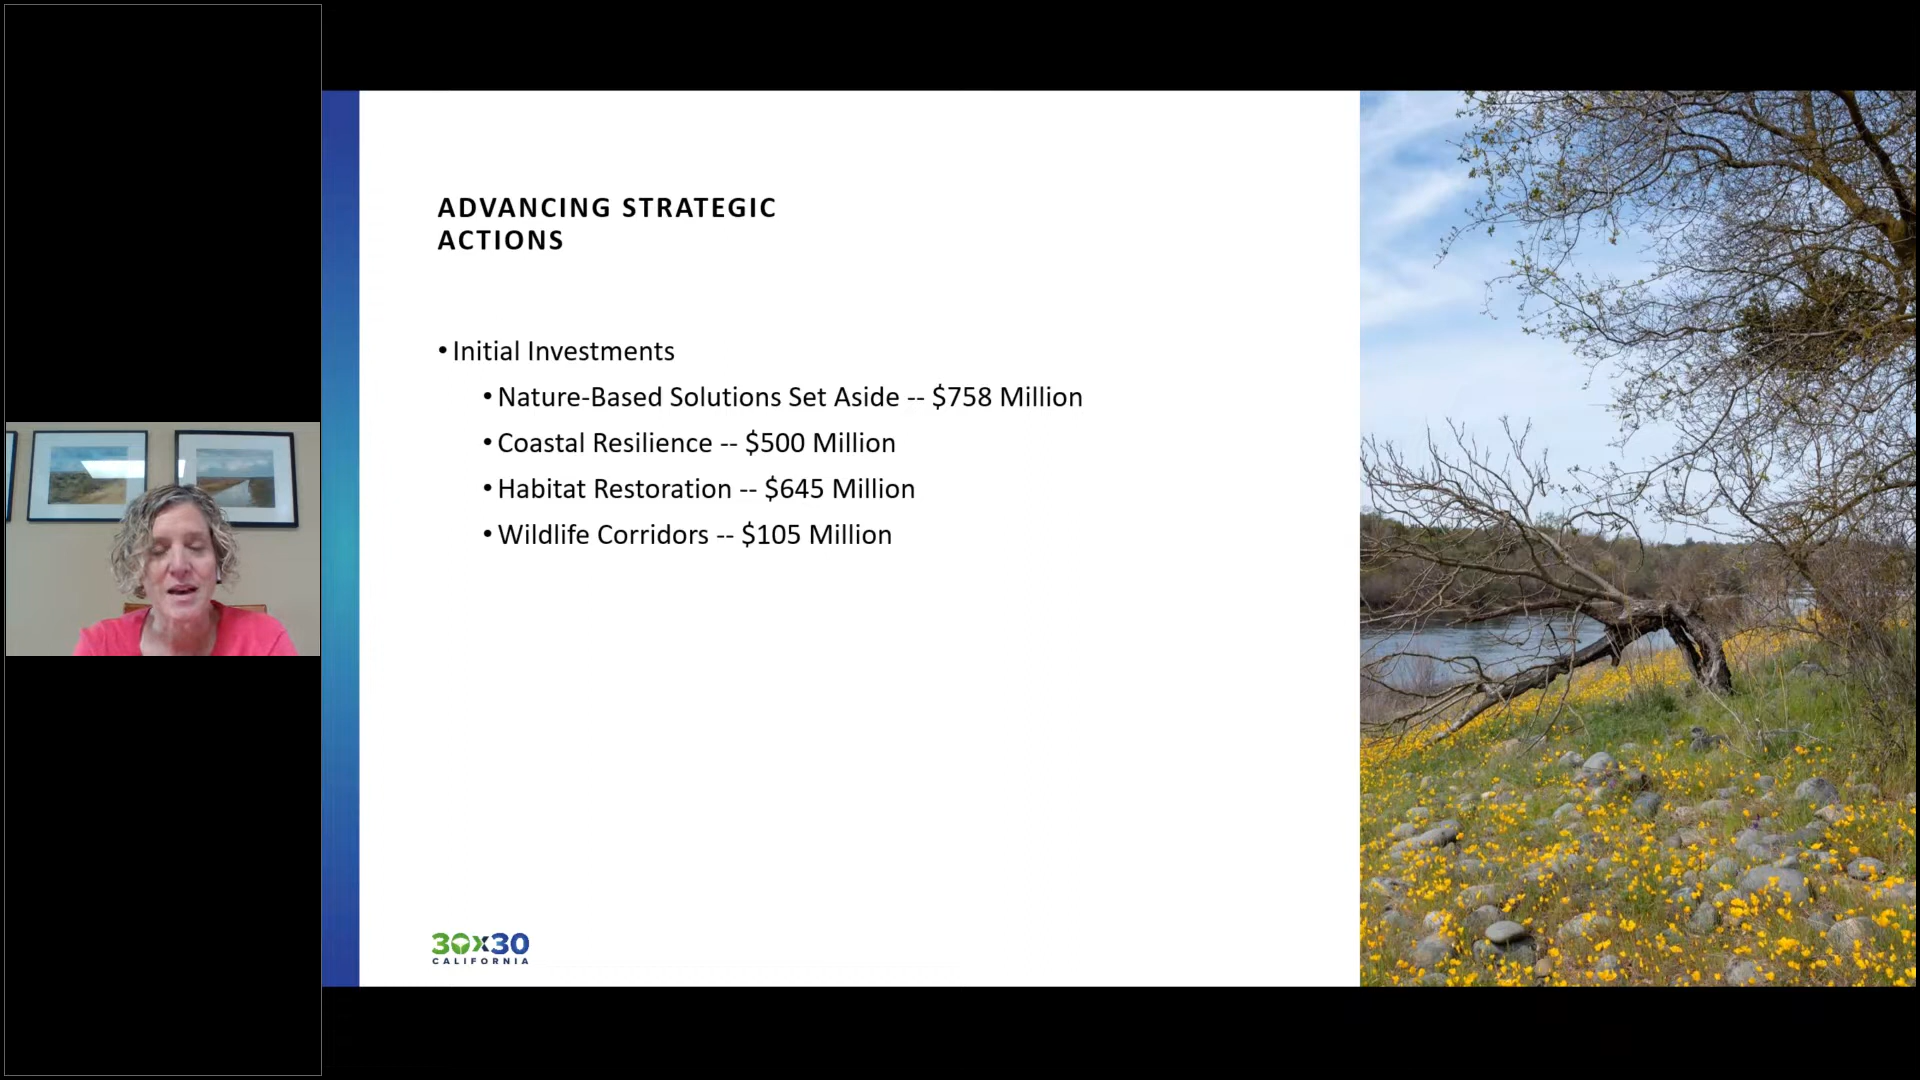 ADVANCING STRATEGIC
ACTIONS
• Initial Investments
• Nature-Based Solutions Set Aside -- $758 Million
• Coastal Resilience -- $500 Million
• Habitat Restoration -- $645 Million
• Wildlife Corridors -- $105 Million
30x30
CALIFORNIA